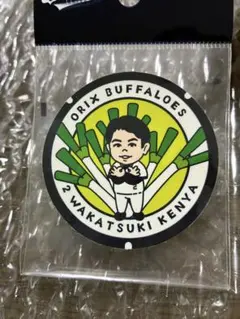 ORIX BUFFALOES
2 WAKATSUKI KENYA